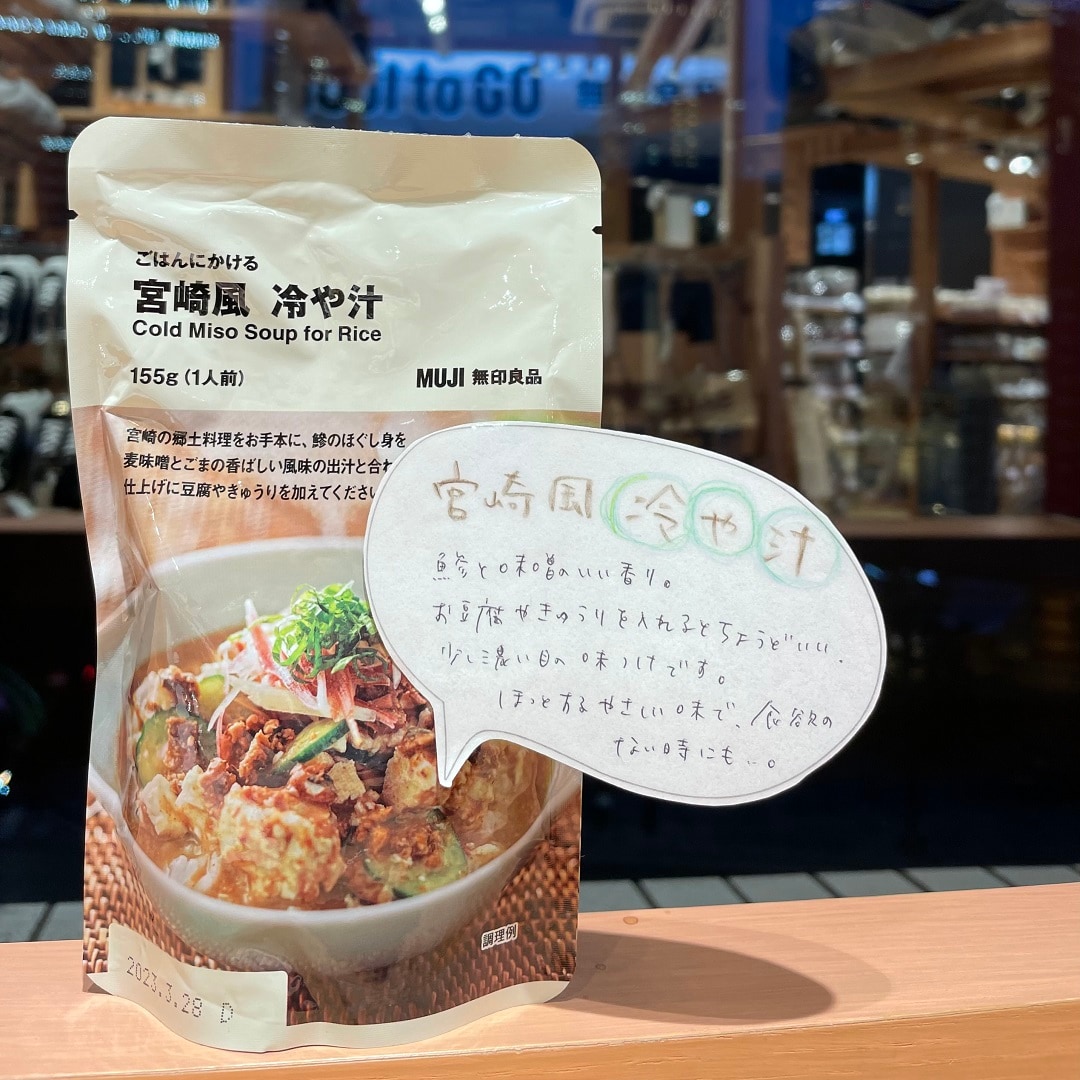 ごはんにかける
宮崎風 冷や汁
Cold Miso Soup for Rice
155g（1人前）
MUJI 無印良品
宮崎の郷土料理をお手本に、鰺のほぐし身を
麦味噌とごまの香ばしい風味の出汁と合わ
仕上げに豆腐やきゅうりを加えてください
宮崎風冷や汁
鯵と味噌のいい香り。
お豆腐やきゅうりを入れるとちょうどいい、
少し濃い目の味つけです。
ほっとするやさしい味で、食欲の
ない時にも…。
調理例
2023.3.28 D
to GO